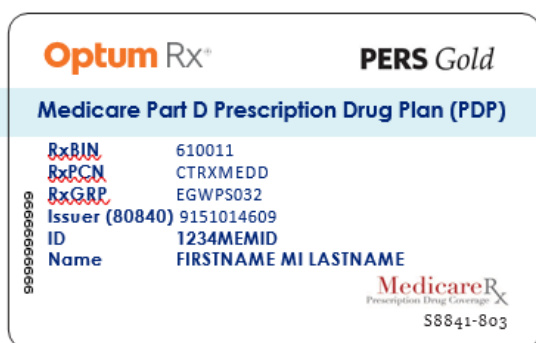 Optum Rx®
PERS Gold
Medicare Part D Prescription Drug Plan (PDP)
RxBIN 610011
RxPCN CTRXMEDD
RxGRP EGWPS032
Issuer (80840) 9151014609
ID 1234MEMID
Name FIRSTNAME MI LASTNAME
MedicareRx
Prescription Drug Coverage
S8841-803